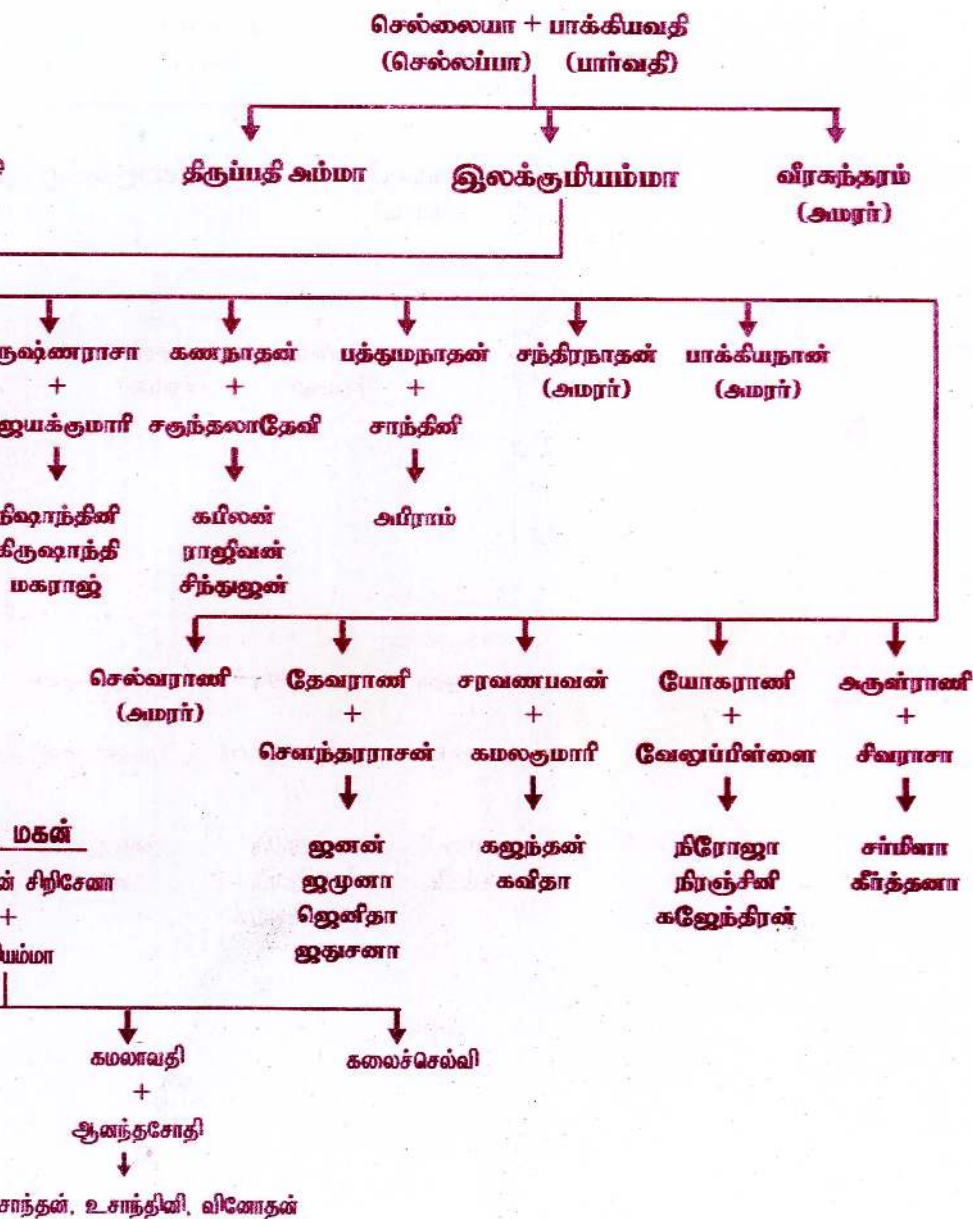 செல்லையா + பாக்கியவதி
(செல்லப்பா) (பார்வதி)
திருப்பதி அம்மா இலக்குமியம்மா வீரசுந்தரம்
(அமரர்)
ருஷ்ணராசா கணநாதன் பத்துமநாதன் சந்திரநாதன் பாக்கியநான்
+ + + (அமரர்) (அமரர்)
ஜயக்குமாரி சகுந்தலாதேவி சாந்தினி
நிஷாந்தினி கபிலன் அபிராம்
கிருஷாந்தி ராஜிவன்
மகராஜ் சிந்துஜன்
செல்வராணி தேவராணி சரவணபவன் யோகராணி அருள்ராணி
(அமரர்) + + + +
சௌந்தரராசன் கமலகுமாரி வேலுப்பிள்ளை சிவராசா
மகன் ஜனன் கஜந்தன் நிரோஜா சர்மிளா
ன் சிறிசேனா ஜமுனா கவிதா நிரஞ்சினி கீர்த்தனா
+ ஜெனிதா கஜேந்திரன்
யம்மா ஜதுசனா
கமலாவதி கலைச்செல்வி
+
ஆனந்தசோதி
சாந்தன், உசாந்தினி, வினோதன்